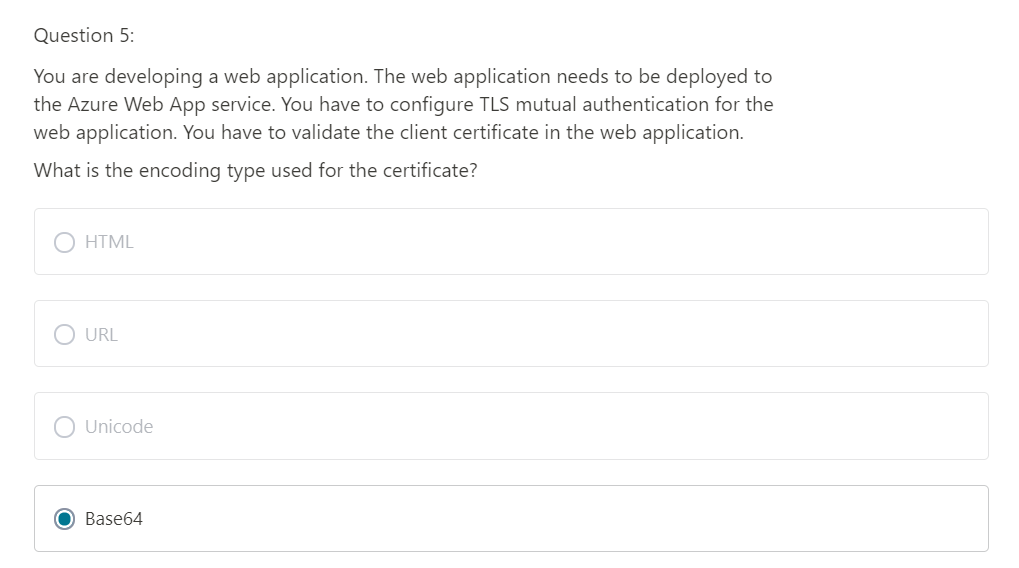 Question 5:
You are developing a web application. The web application needs to be deployed to
the Azure Web App service. You have to configure TLS mutual authentication for the
web application. You have to validate the client certificate in the web application.
What is the encoding type used for the certificate?
HTML
URL
Unicode
Base64